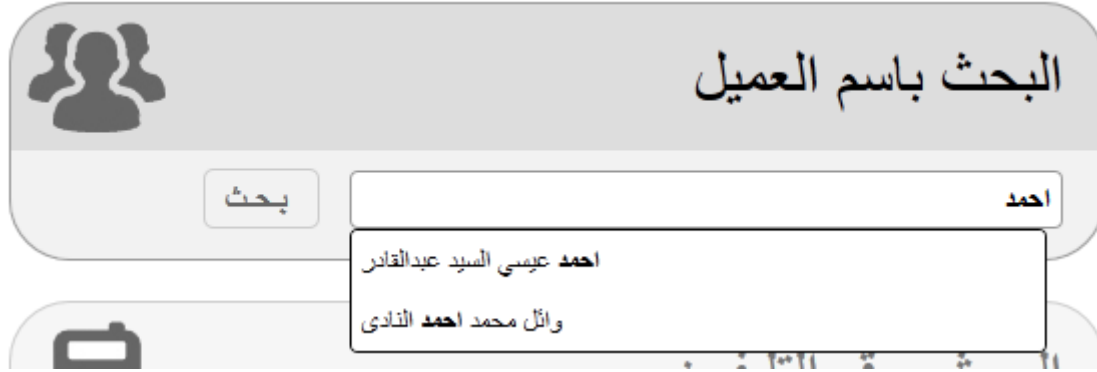 البحث باسم العميل
احمد
بحث
احمد عيسي السيد عبدالقادر
وائل محمد احمد النادى